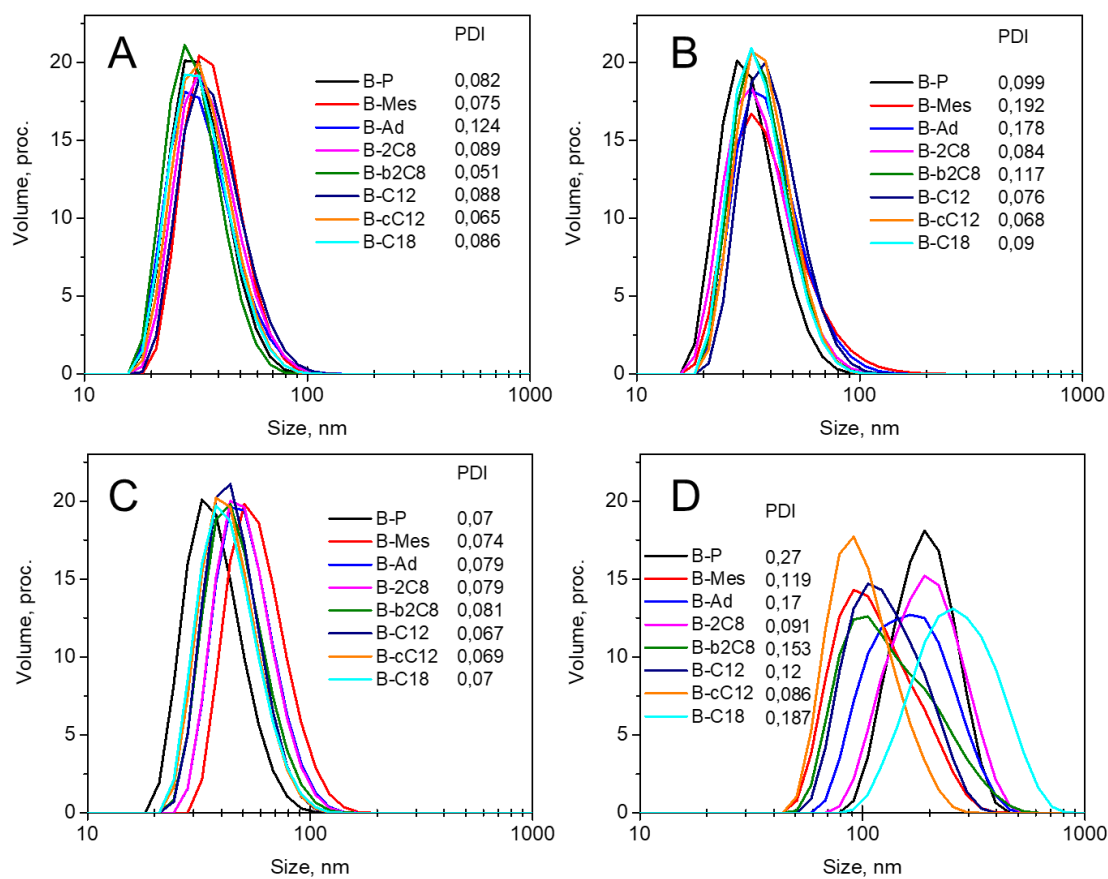 A
PDI
B-P 0,082
B-Mes 0,075
B-Ad 0,124
B-2C8 0,089
B-b2C8 0,051
B-C12 0,088
B-cC12 0,065
B-C18 0,086
20
15
10
5
0
Volume, proc.
10 100 1000
Size, nm
B
PDI
B-P 0,099
B-Mes 0,192
B-Ad 0,178
B-2C8 0,084
B-b2C8 0,117
B-C12 0,076
B-cC12 0,068
B-C18 0,09
20
15
10
5
0
Volume, proc.
10 100 1000
Size, nm
C
PDI
B-P 0,07
B-Mes 0,074
B-Ad 0,079
B-2C8 0,079
B-b2C8 0,081
B-C12 0,067
B-cC12 0,069
B-C18 0,07
20
15
10
5
0
Volume, proc.
10 100 1000
Size, nm
D
PDI
B-P 0,27
B-Mes 0,119
B-Ad 0,17
B-2C8 0,091
B-b2C8 0,153
B-C12 0,12
B-cC12 0,086
B-C18 0,187
20
15
10
5
0
Volume, proc.
10 100 1000
Size, nm